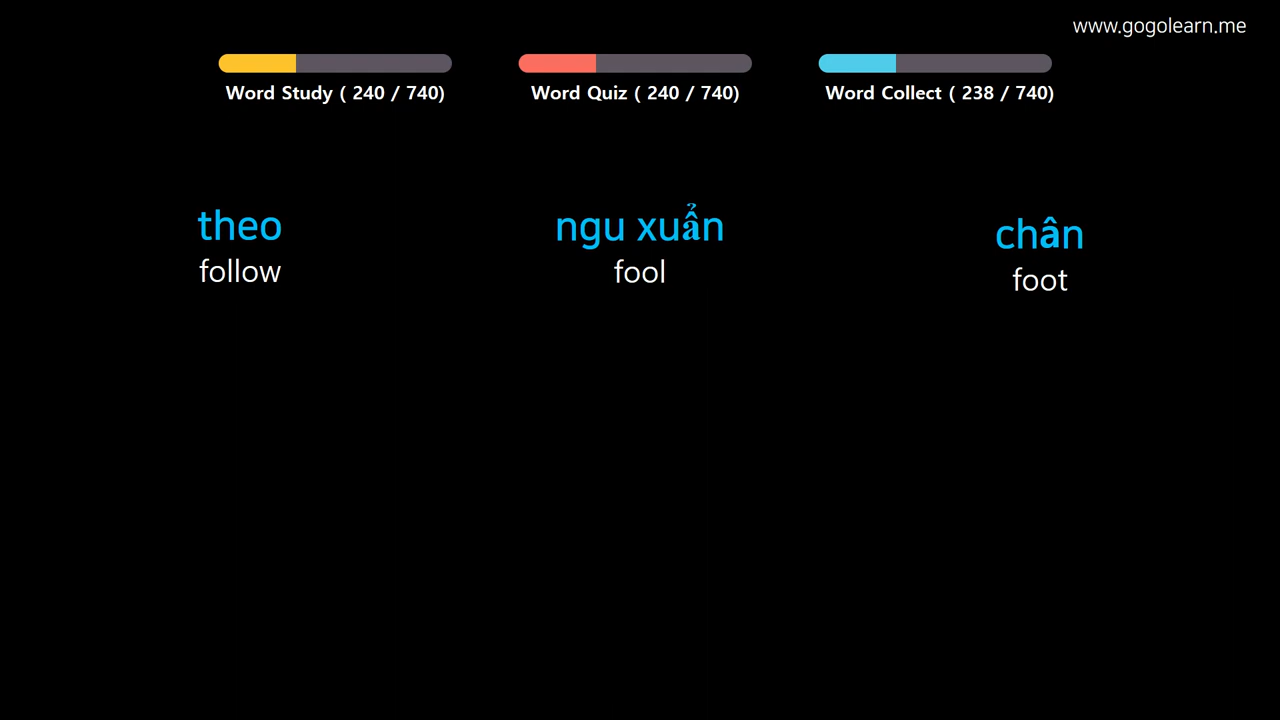 www.gogolearn.me
Word Study ( 240 / 740)
Word Quiz ( 240 / 740)
Word Collect ( 238 / 740)
theo
follow
ngu xuẩn
fool
chân
foot